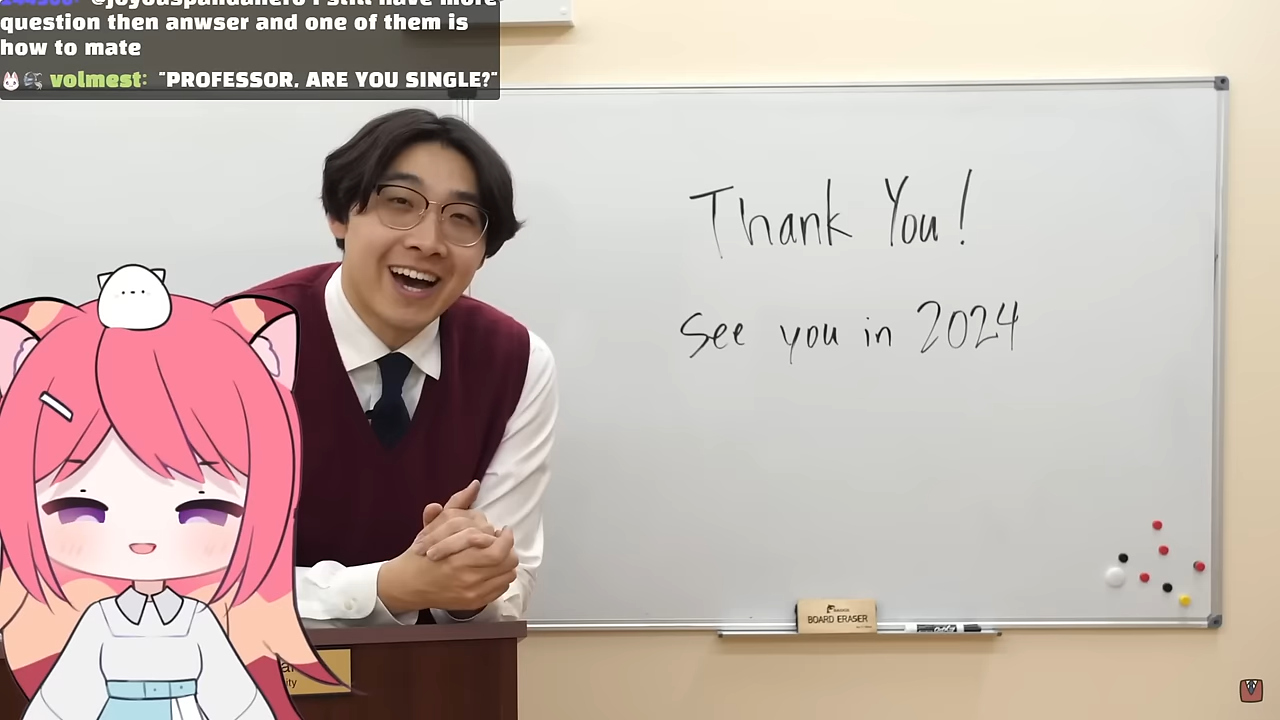 question then anwser and one of them is
how to mate
volmest: "PROFESSOR, ARE YOU SINGLE?"
Thank You!
See you in 2024
BOARD ERASER